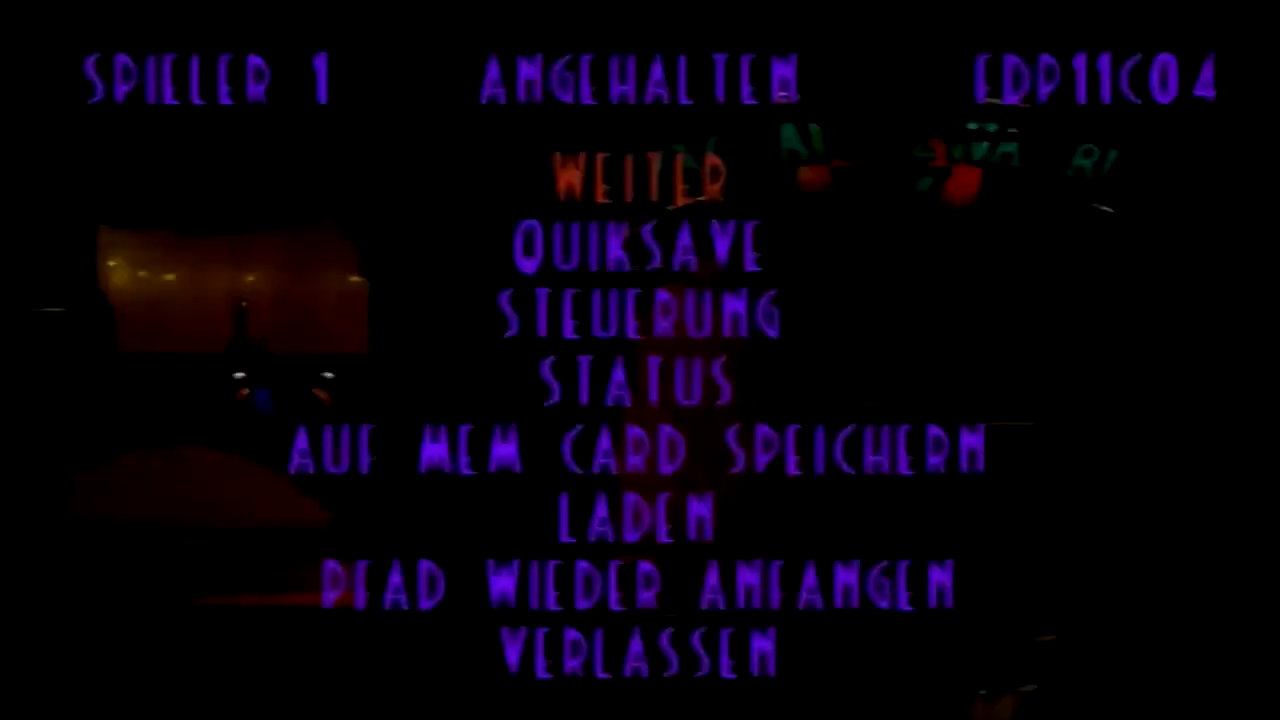 SPIELER 1 ANGEHALTEN EDP11C04
WEITER
QUIKSAVE
STEUERUNG
STATUS
AUF MEM CARD SPEICHERN
LADEN
PFAD WIEDER ANFANGEN
VERLASSEN